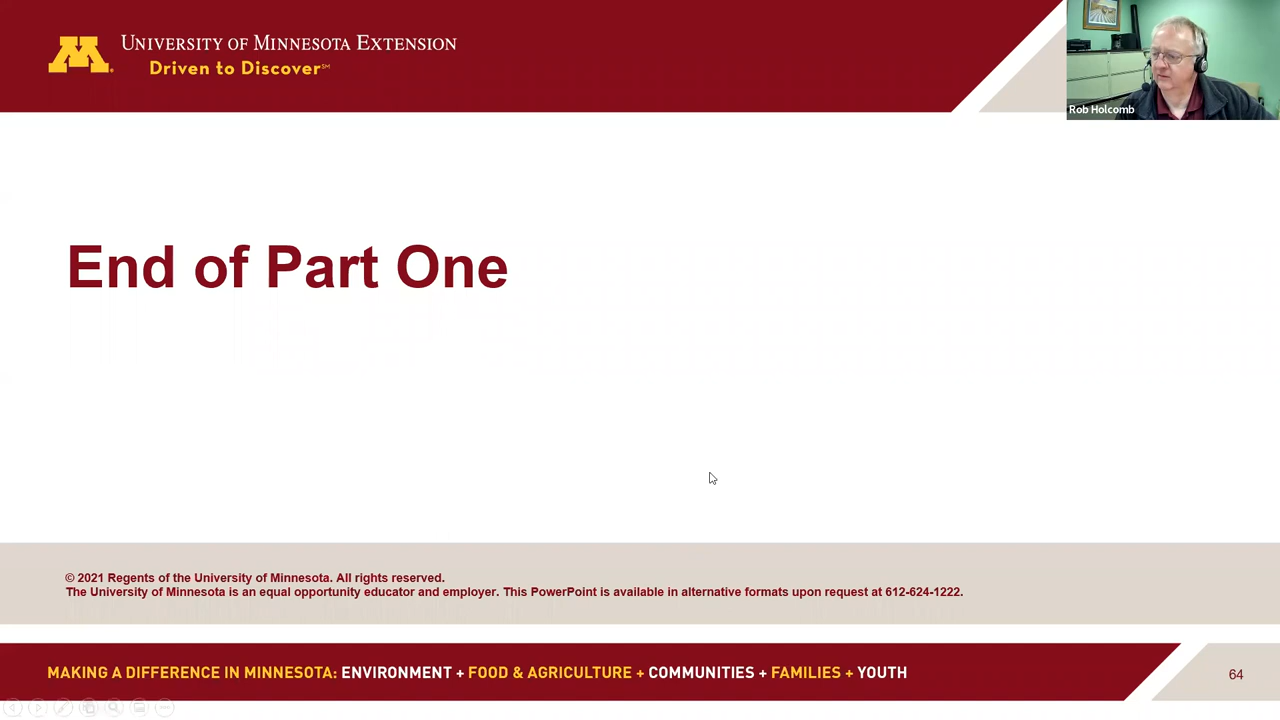 UNIVERSITY OF MINNESOTA EXTENSION
Driven to Discover℠
Rob Holcomb
End of Part One
© 2021 Regents of the University of Minnesota. All rights reserved.
The University of Minnesota is an equal opportunity educator and employer. This PowerPoint is available in alternative formats upon request at 612-624-1222.
MAKING A DIFFERENCE IN MINNESOTA: ENVIRONMENT + FOOD & AGRICULTURE + COMMUNITIES + FAMILIES + YOUTH
64